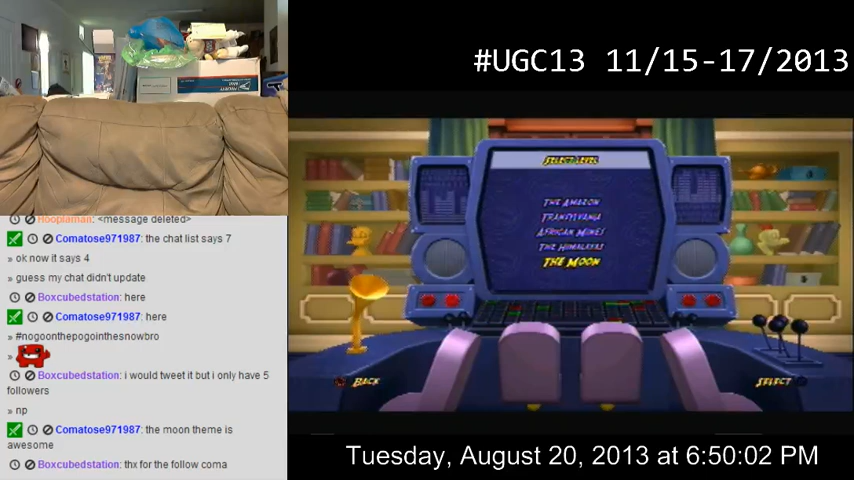 #UGC13 11/15-17/2013
Hooplaman: <message deleted>
Comatose971987: the chat list says 7
» ok now it says 4
» guess my chat didn't update
Boxcubedstation: here
Comatose971987: here
» #nogoonthepogointhesnowbro
»
Boxcubedstation: i would tweet it but i only have 5
followers
» np
Comatose971987: the moon theme is
awesome
Boxcubedstation: thx for the follow coma
SELECT LEVEL
THE AMAZON
TRANSYLVANIA
AFRICAN MINES
THE HIMALAYAS
THE MOON
BACK
SELECT
Tuesday, August 20, 2013 at 6:50:02 PM